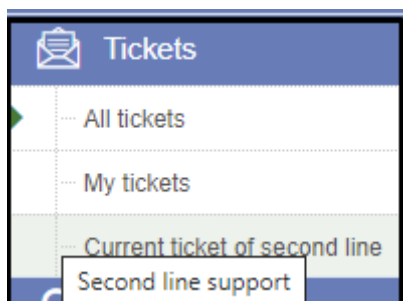 Tickets
All tickets
My tickets
Current ticket of second line
Second line support